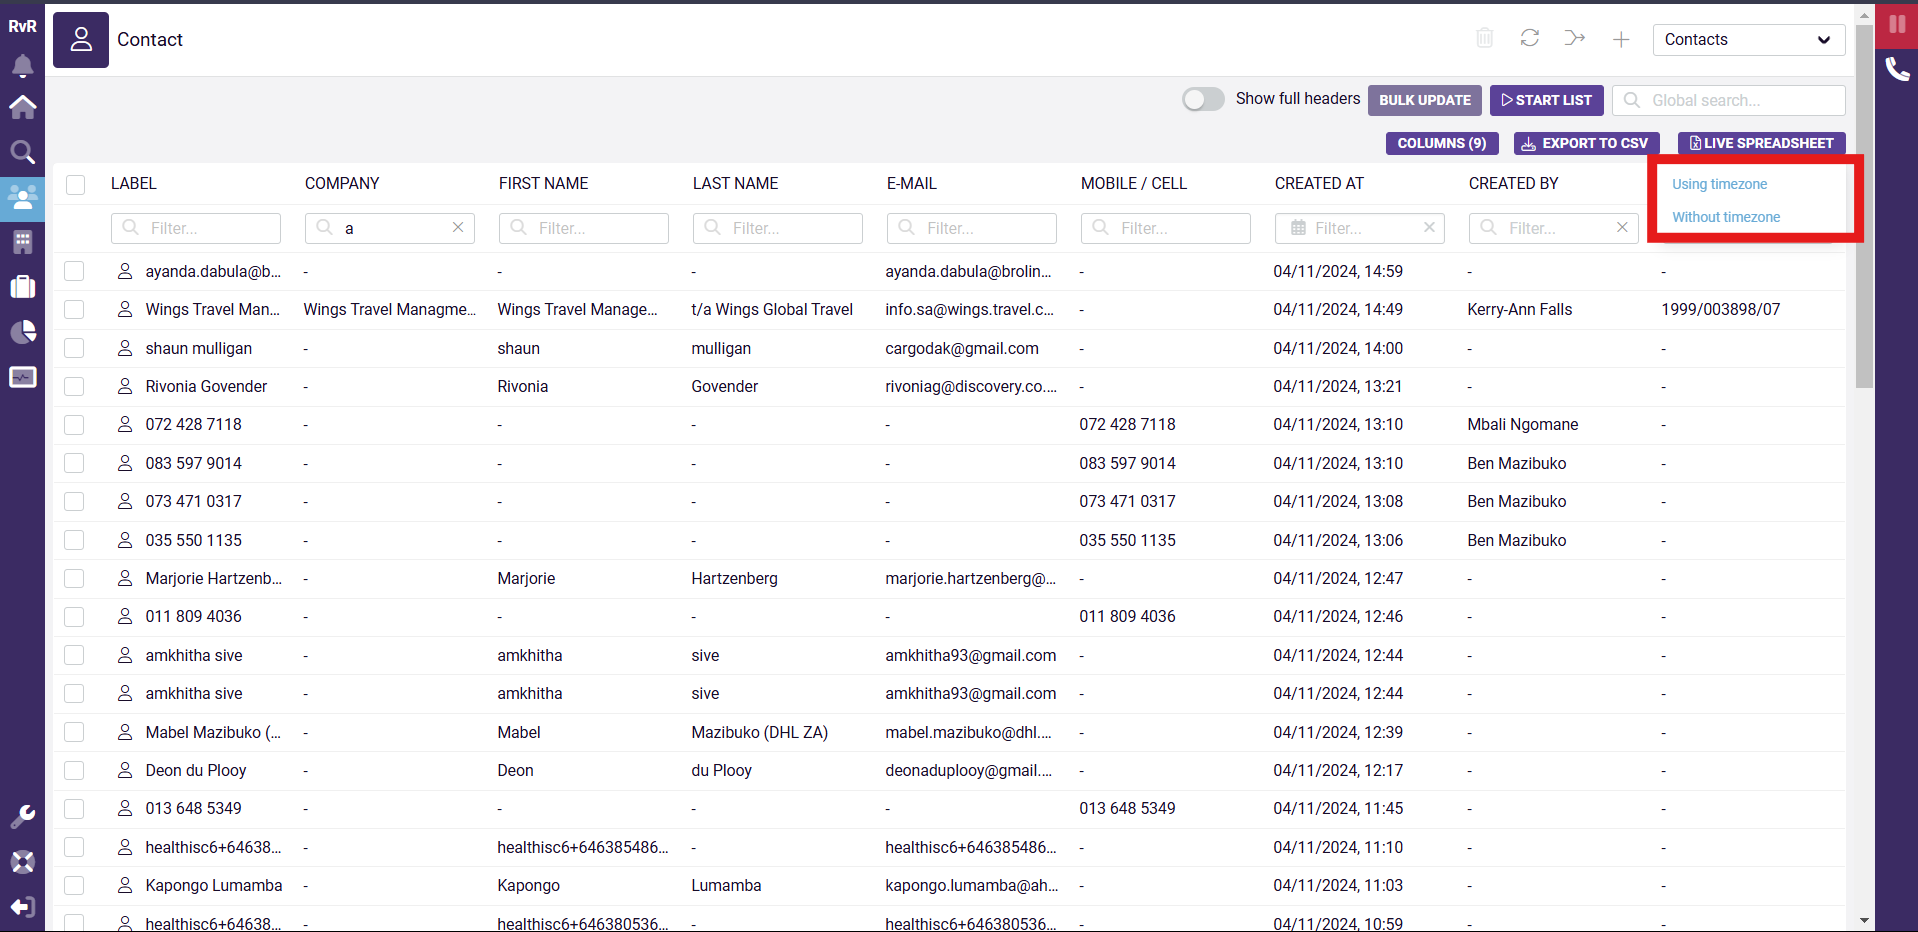 RvR
Contact
Contacts
Show full headers
BULK UPDATE
START LIST
Global search...
COLUMNS (9)
EXPORT TO CSV
LIVE SPREADSHEET
Using timezone
Without timezone
LABEL COMPANY FIRST NAME LAST NAME E-MAIL MOBILE / CELL CREATED AT CREATED BY
Filter... a Filter... Filter... Filter... Filter... Filter... Filter...
ayanda.dabula@b... - - - ayanda.dabula@brolin... - 04/11/2024, 14:59 - -
Wings Travel Man... Wings Travel Managme... Wings Travel Manage... t/a Wings Global Travel info.sa@wings.travel.c... - 04/11/2024, 14:49 Kerry-Ann Falls 1999/003898/07
shaun mulligan - shaun mulligan cargodak@gmail.com - 04/11/2024, 14:00 - -
Rivonia Govender - Rivonia Govender rivoniag@discovery.co.... - 04/11/2024, 13:21 - -
072 428 7118 - - - - 072 428 7118 04/11/2024, 13:10 Mbali Ngomane -
083 597 9014 - - - - 083 597 9014 04/11/2024, 13:10 Ben Mazibuko -
073 471 0317 - - - - 073 471 0317 04/11/2024, 13:08 Ben Mazibuko -
035 550 1135 - - - - 035 550 1135 04/11/2024, 13:06 Ben Mazibuko -
Marjorie Hartzenb... - Marjorie Hartzenberg marjorie.hartzenberg@... - 04/11/2024, 12:47 - -
011 809 4036 - - - - 011 809 4036 04/11/2024, 12:46 - -
amkhitha sive - amkhitha sive amkhitha93@gmail.com - 04/11/2024, 12:44 - -
amkhitha sive - amkhitha sive amkhitha93@gmail.com - 04/11/2024, 12:44 - -
Mabel Mazibuko (... - Mabel Mazibuko (DHL ZA) mabel.mazibuko@dhl.... - 04/11/2024, 12:39 - -
Deon du Plooy - Deon du Plooy deonaduplooy@gmail.... - 04/11/2024, 12:17 - -
013 648 5349 - - - - 013 648 5349 04/11/2024, 11:45 - -
healthisc6+64638... - healthisc6+646385486... - healthisc6+646385486... - 04/11/2024, 11:10 - -
Kapongo Lumamba - Kapongo Lumamba kapongo.lumamba@ah... - 04/11/2024, 11:03 - -
healthisc6+64638... - healthisc6+646380536... - healthisc6+646380536... - 04/11/2024, 10:59 - -